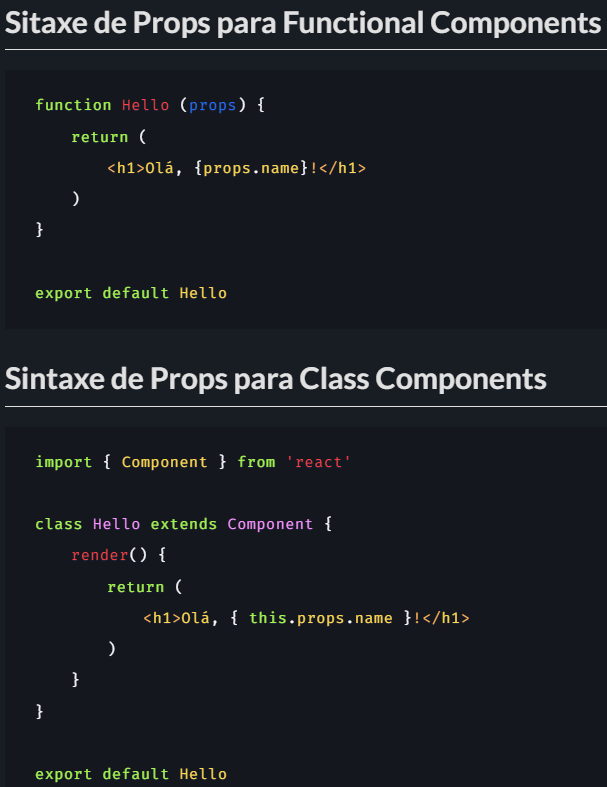 Sitaxe de Props para Functional Components
function Hello (props) {
return (
<h1>Olá, {props.name}!</h1>
)
}
export default Hello
Sintaxe de Props para Class Components
import { Component } from 'react'
class Hello extends Component {
render() {
return (
<h1>Olá, { this.props.name }!</h1>
)
}
}
export default Hello